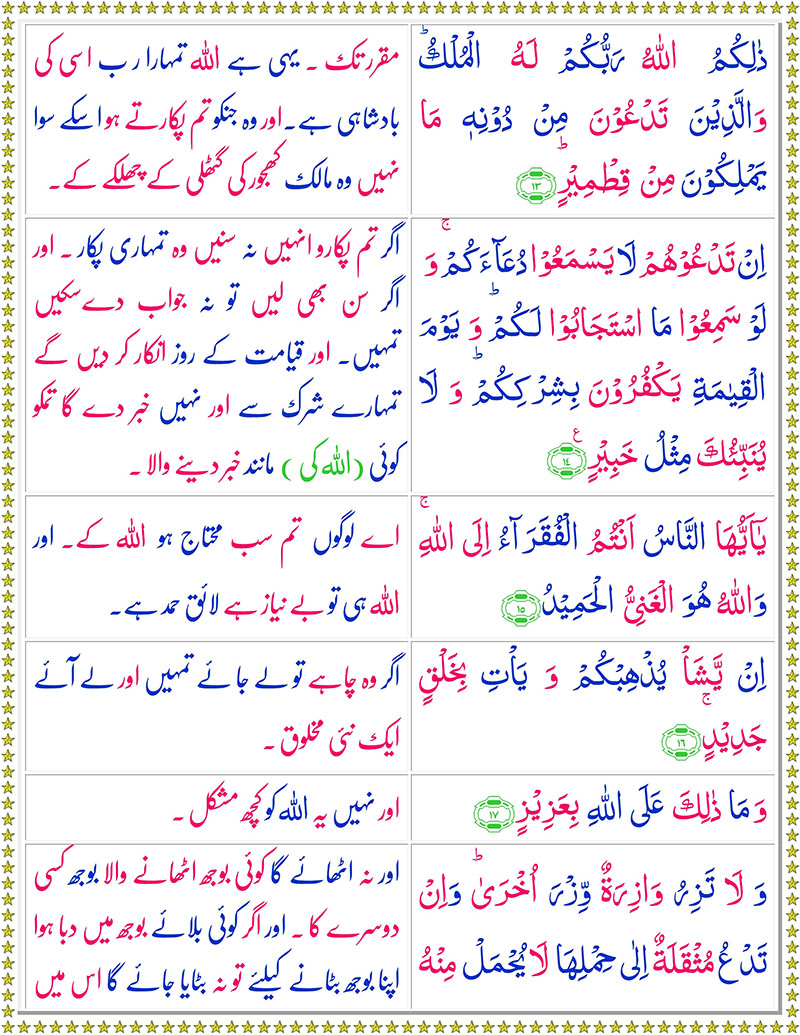 ذٰلِكُمُ اللّٰهُ رَبُّكُمْ لَهُ الْمُلْكُ ؕ
وَالَّذِيْنَ تَدْعُوْنَ مِنْ دُوْنِهٖ مَا
يَمْلِكُوْنَ مِنْ قِطْمِيْرٍ ؕ ۱۳
مقرر تک ۔ یہی ہے اللہ تمہارا رب اسی کی
بادشاہی ہے۔ اور وہ جنکو تم پکارتے ہو اسکے سوا
نہیں وہ مالک کھجور کی گٹھلی کے چھلکے کے۔
اِنْ تَدْعُوْهُمْ لَا يَسْمَعُوْا دُعَآءَكُمْ ۚ وَ
لَوْ سَمِعُوْا مَا اسْتَجَابُوْا لَكُمْ ؕ وَ يَوْمَ
الْقِيٰمَةِ يَكْفُرُوْنَ بِشِرْكِكُمْ ؕ وَ لَا
يُنَبِّئُكَ مِثْلُ خَبِيْرٍ ۱۴ ع
اگر تم پکارو انہیں نہ سنیں وہ تمہاری پکار ۔ اور
اگر سن بھی لیں تو نہ جواب دے سکیں
تمہیں۔ اور قیامت کے روز انکار کر دیں گے
تمہارے شرک سے اور نہیں خبر دے گا تمکو
کوئی (اللہ کی ) مانند خبر دینے والا ۔
يٰۤاَيُّهَا النَّاسُ اَنْتُمُ الْفُقَرَآءُ اِلَى اللّٰهِ ۚ
وَاللّٰهُ هُوَ الْغَنِىُّ الْحَمِيْدُ ۱۵
اے لوگوں تم سب محتاج ہو اللہ کے۔ اور
اللہ ہی تو بے نیاز ہے لائق حمد ہے۔
اِنْ يَّشَاْ يُذْهِبْكُمْ وَ يَاْتِ بِخَلْقٍ
جَدِيْدٍ ۚ ۱۶
اگر وہ چاہے تو لے جائے تمہیں اور لے آئے
ایک نئی مخلوق ۔
وَ مَا ذٰلِكَ عَلَى اللّٰهِ بِعَزِيْزٍ ۱۷
اور نہیں یہ اللہ کو کچھ مشکل ۔
وَ لَا تَزِرُ وَازِرَةٌ وِّزْرَ اُخْرٰى ؕ وَاِنْ
تَدْعُ مُثْقَلَةٌ اِلٰى حِمْلِهَا لَا يُحْمَلْ مِنْهُ
اور نہ اٹھائے گا کوئی بوجھ اٹھانے والا بوجھ کسی
دوسرے کا ۔ اور اگر کوئی بلائے بوجھ میں دبا ہوا
اپنا بوجھ بٹانے کیلئے تو نہ بٹایا جائے گا اس میں